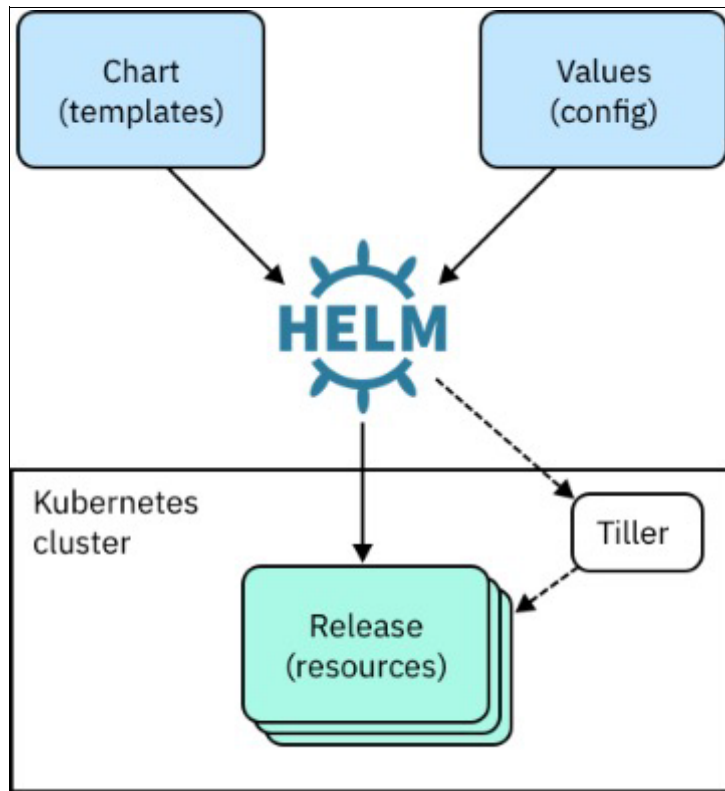 Chart
(templates)
Values
(config)
HELM
Kubernetes
cluster
Tiller
Release
(resources)